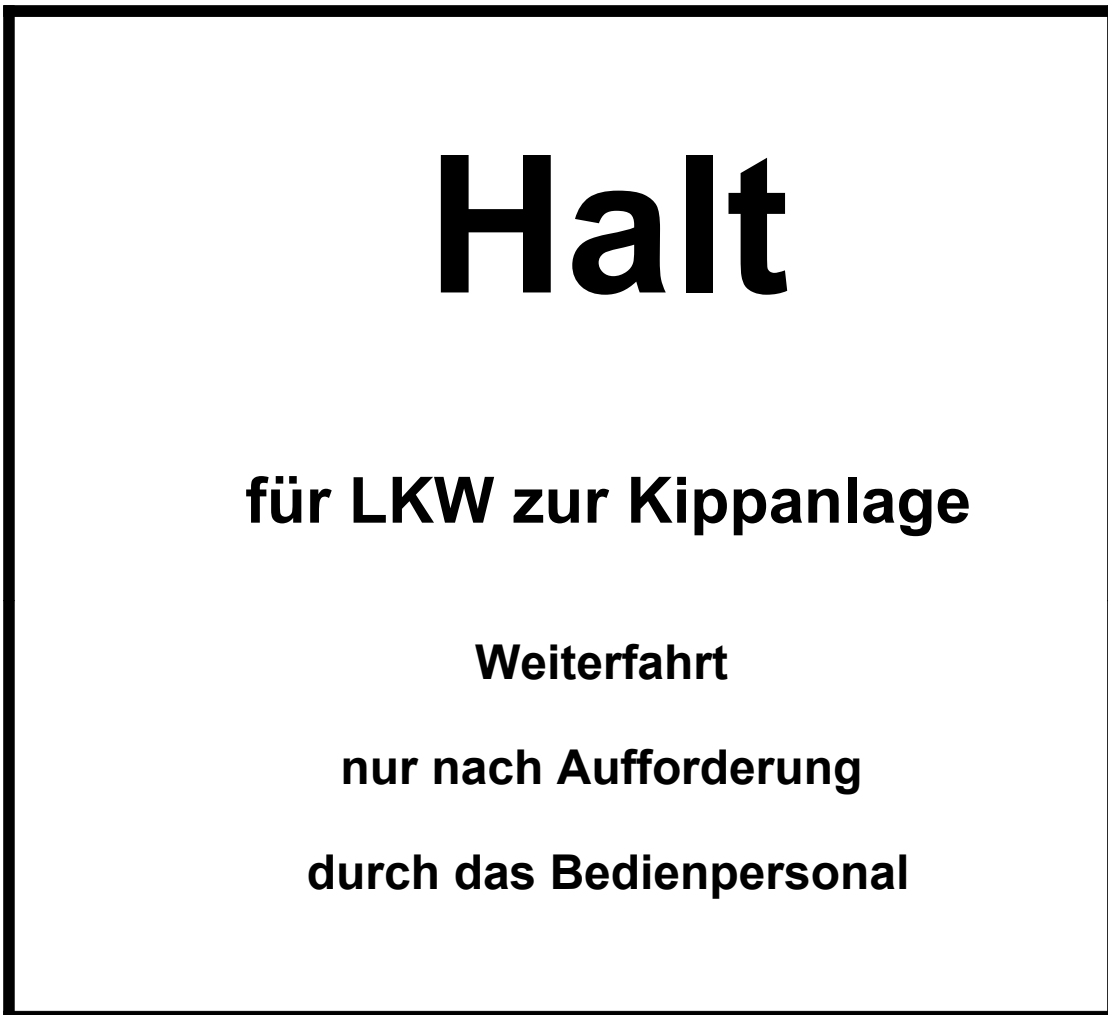 Halt
für LKW zur Kippanlage
Weiterfahrt
nur nach Aufforderung
durch das Bedienpersonal